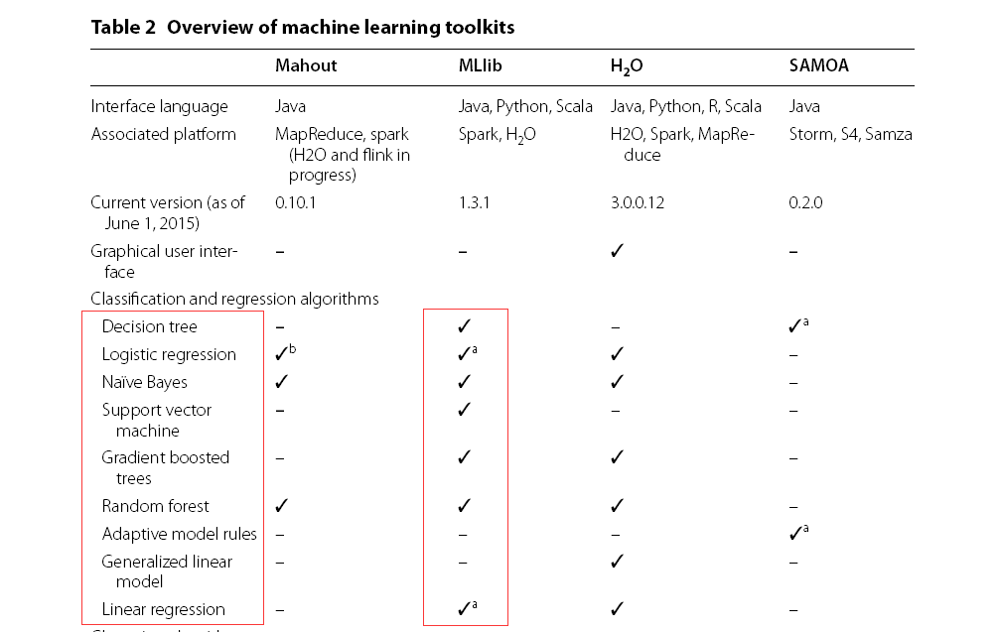 Table 2 Overview of machine learning toolkits
Mahout MLlib H2O SAMOA
Interface language Java Java, Python, Scala Java, Python, R, Scala Java
Associated platform MapReduce, spark Spark, H2O H2O, Spark, MapRe- Storm, S4, Samza
(H2O and flink in duce
progress)
Current version (as of 0.10.1 1.3.1 3.0.0.12 0.2.0
June 1, 2015)
Graphical user inter- – – ✓ –
face
Classification and regression algorithms
Decision tree – ✓ – ✓a
Logistic regression ✓b ✓a ✓ –
Naïve Bayes ✓ ✓ ✓ –
Support vector – ✓ – –
machine
Gradient boosted – ✓ ✓ –
trees
Random forest ✓ ✓ ✓ –
Adaptive model rules – – – ✓a
Generalized linear – – ✓ –
model
Linear regression – ✓a ✓ –